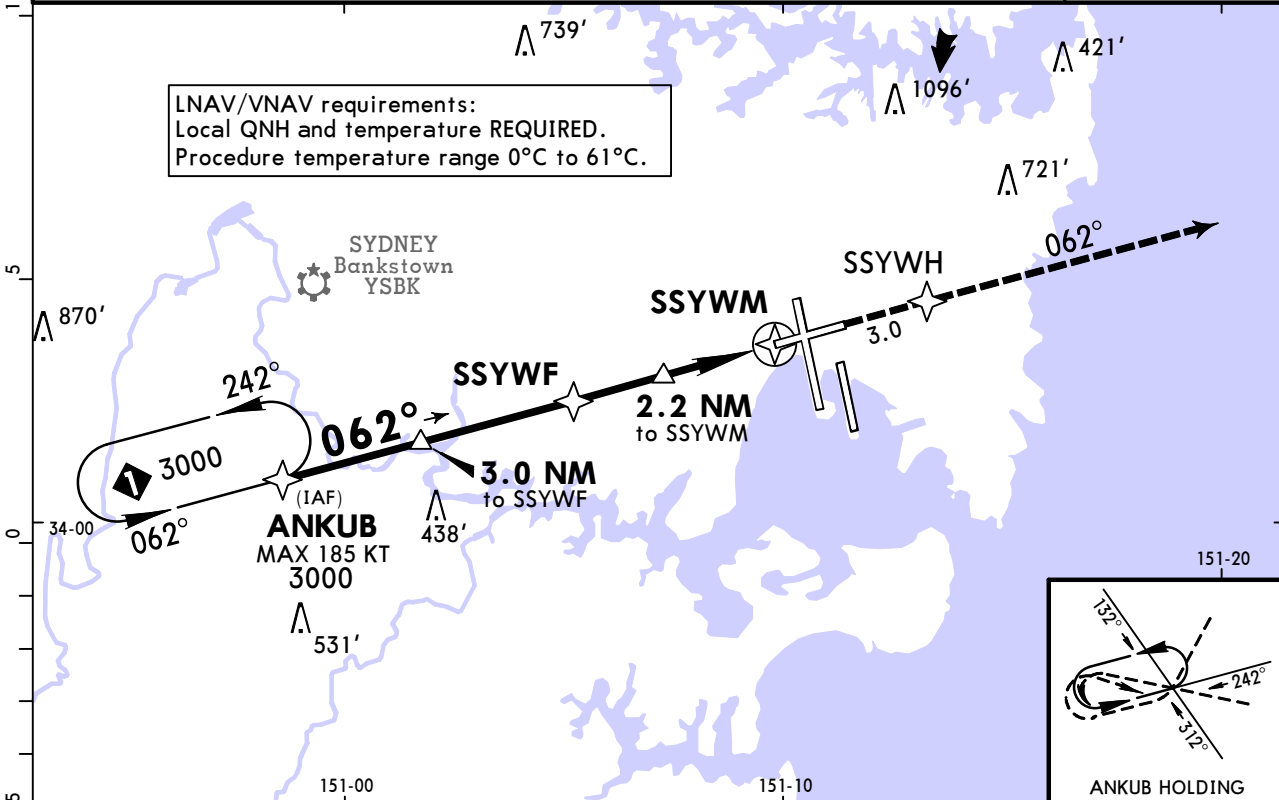 1
739'
421'
1096'
LNAV/VNAV requirements:
Local QNH and temperature REQUIRED.
Procedure temperature range 0°C to 61°C.
721'
SYDNEY
Bankstown
YSBK
062°
SSYWH
5
SSYWM
870'
3.0
SSYWF
242°
062°
2.2 NM
to SSYWM
1
3000
3.0 NM
to SSYWF
(IAF)
ANKUB
MAX 185 KT
3000
062°
34-00
0
438'
151-20
531'
132°
242°
312°
151-00
151-10
ANKUB HOLDING
5